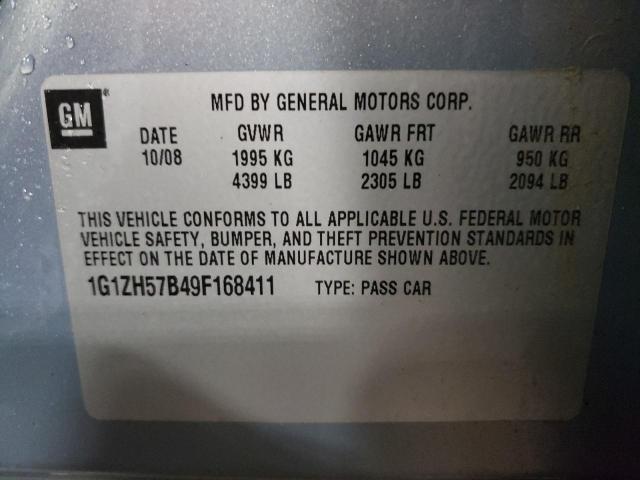 GM
MFD BY GENERAL MOTORS CORP.
DATE GVWR GAWR FRT GAWR RR
10/08 1995 KG 1045 KG 950 KG
4399 LB 2305 LB 2094 LB
THIS VEHICLE CONFORMS TO ALL APPLICABLE U.S. FEDERAL MOTOR
VEHICLE SAFETY, BUMPER, AND THEFT PREVENTION STANDARDS IN
EFFECT ON THE DATE OF MANUFACTURE SHOWN ABOVE.
1G1ZH57B49F168411 TYPE: PASS CAR